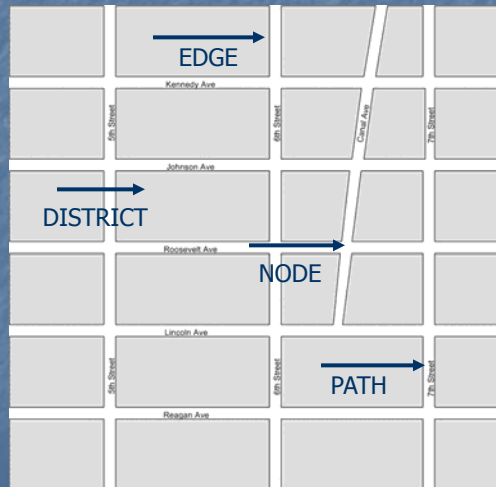 EDGE
Kennedy Ave
5th Street
6th Street
Canal Ave
7th Street
Johnson Ave
DISTRICT
Roosevelt Ave
NODE
Lincoln Ave
5th Street
6th Street
7th Street
PATH
Reagan Ave